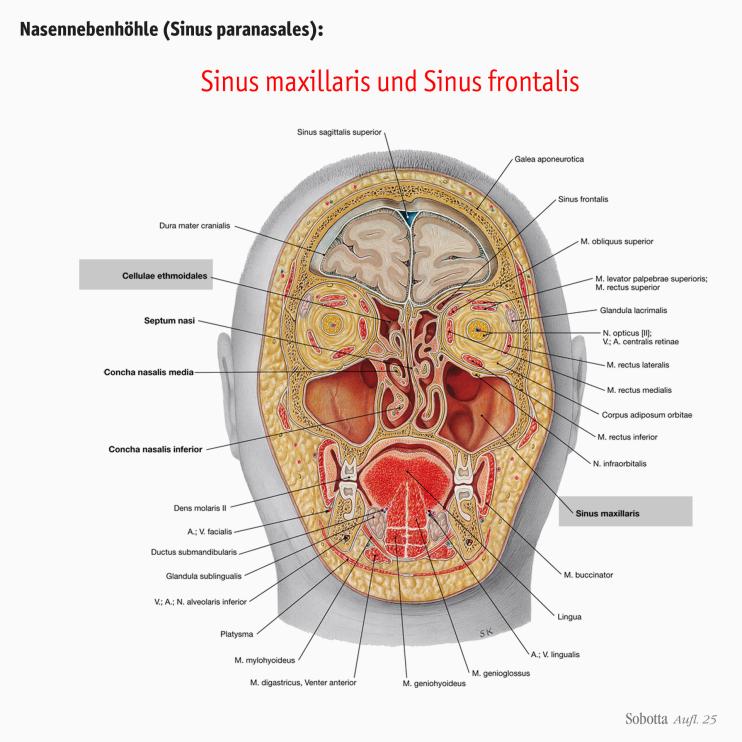 Nasennebenhöhle (Sinus paranasales):
Sinus maxillaris und Sinus frontalis
Sinus sagittalis superior
Galea aponeurotica
Sinus frontalis
Dura mater cranialis
M. obliquus superior
Cellulae ethmoidales
M. levator palpebrae superioris;
M. rectus superior
Glandula lacrimalis
Septum nasi
N. opticus [II];
V.; A. centralis retinae
M. rectus lateralis
Concha nasalis media
M. rectus medialis
Corpus adiposum orbitae
M. rectus inferior
Concha nasalis inferior
N. infraorbitalis
Dens molaris II
Sinus maxillaris
A.; V. facialis
Ductus submandibularis
Glandula sublingualis
M. buccinator
V.; A.; N. alveolaris inferior
Lingua
Platysma
SK
A.; V. lingualis
M. mylohyoideus
M. genioglossus
M. digastricus, Venter anterior
M. geniohyoideus
Sobotta Aufl. 25